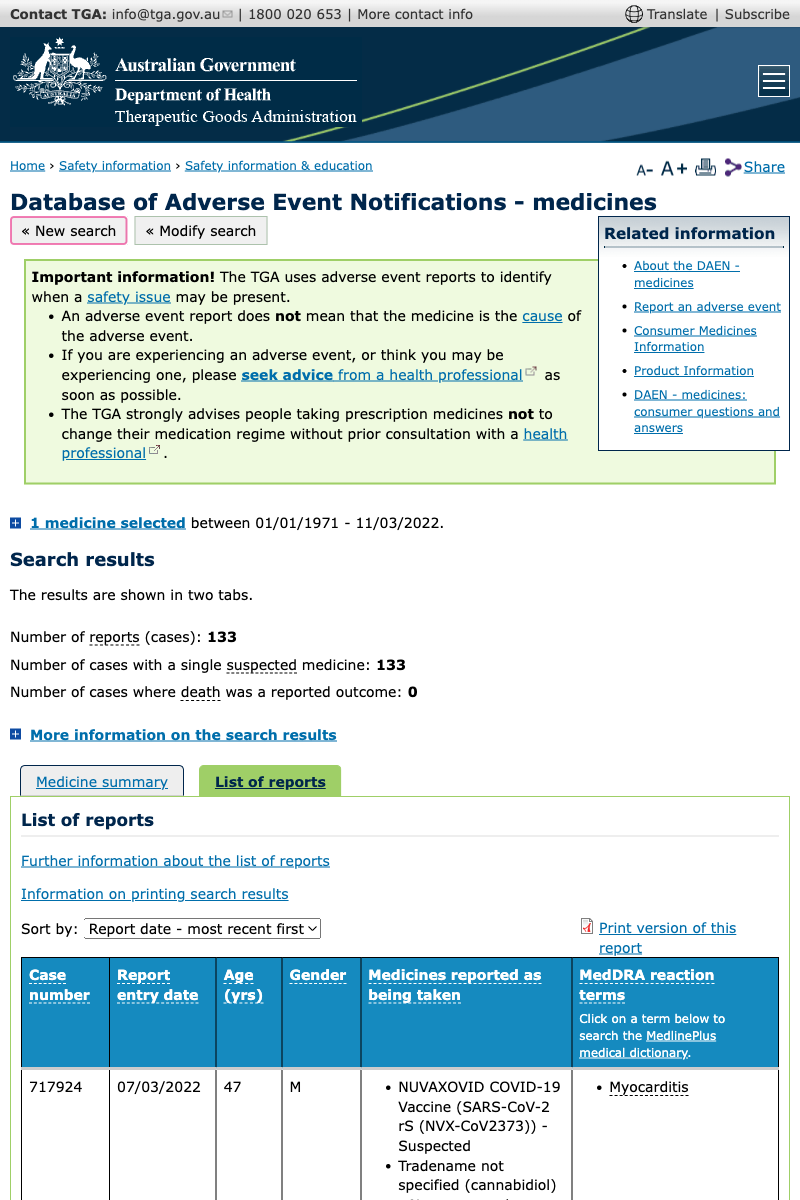 Contact TGA: info@tga.gov.au | 1800 020 653 | More contact info
Translate | Subscribe
Australian Government
Department of Health
Therapeutic Goods Administration
Home › Safety information › Safety information & education
A- A+ Share
Database of Adverse Event Notifications - medicines
« New search
« Modify search
Important information! The TGA uses adverse event reports to identify
when a safety issue may be present.
• An adverse event report does not mean that the medicine is the cause of
the adverse event.
• If you are experiencing an adverse event, or think you may be
experiencing one, please seek advice from a health professional as
soon as possible.
• The TGA strongly advises people taking prescription medicines not to
change their medication regime without prior consultation with a health
professional.
Related information
• About the DAEN -
medicines
• Report an adverse event
• Consumer Medicines
Information
• Product Information
• DAEN - medicines:
consumer questions and
answers
1 medicine selected between 01/01/1971 - 11/03/2022.
Search results
The results are shown in two tabs.
Number of reports (cases): 133
Number of cases with a single suspected medicine: 133
Number of cases where death was a reported outcome: 0
More information on the search results
Medicine summary
List of reports
List of reports
Further information about the list of reports
Information on printing search results
Sort by: Report date - most recent first
Print version of this
report
Case
number
Report
entry date
Age
(yrs)
Gender
Medicines reported as
being taken
MedDRA reaction
terms
Click on a term below to
search the MedlinePlus
medical dictionary.
717924
07/03/2022
47
M
• NUVAXOVID COVID-19
Vaccine (SARS-CoV-2
rS (NVX-CoV2373)) -
Suspected
• Tradename not
specified (cannabidiol)
• Myocarditis